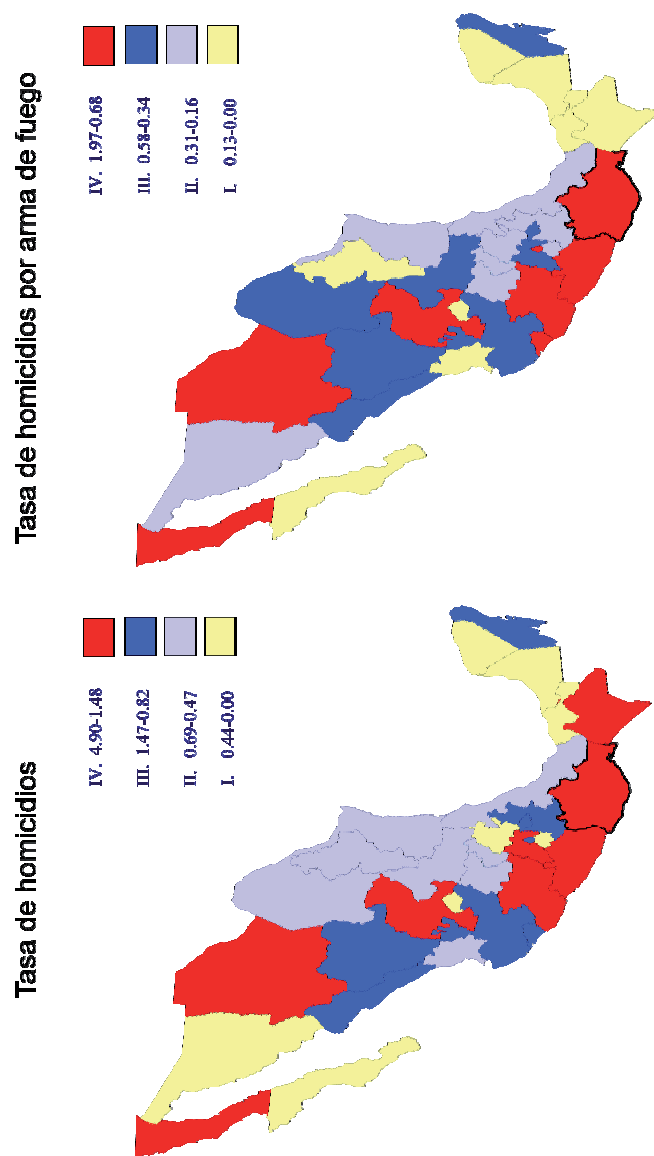 Tasa de homicidios
IV. 4.90-1.48
III. 1.47-0.82
II. 0.69-0.47
I. 0.44-0.00
Tasa de homicidios por arma de fuego
IV. 1.97-0.68
III. 0.58-0.34
II. 0.31-0.16
I. 0.13-0.00